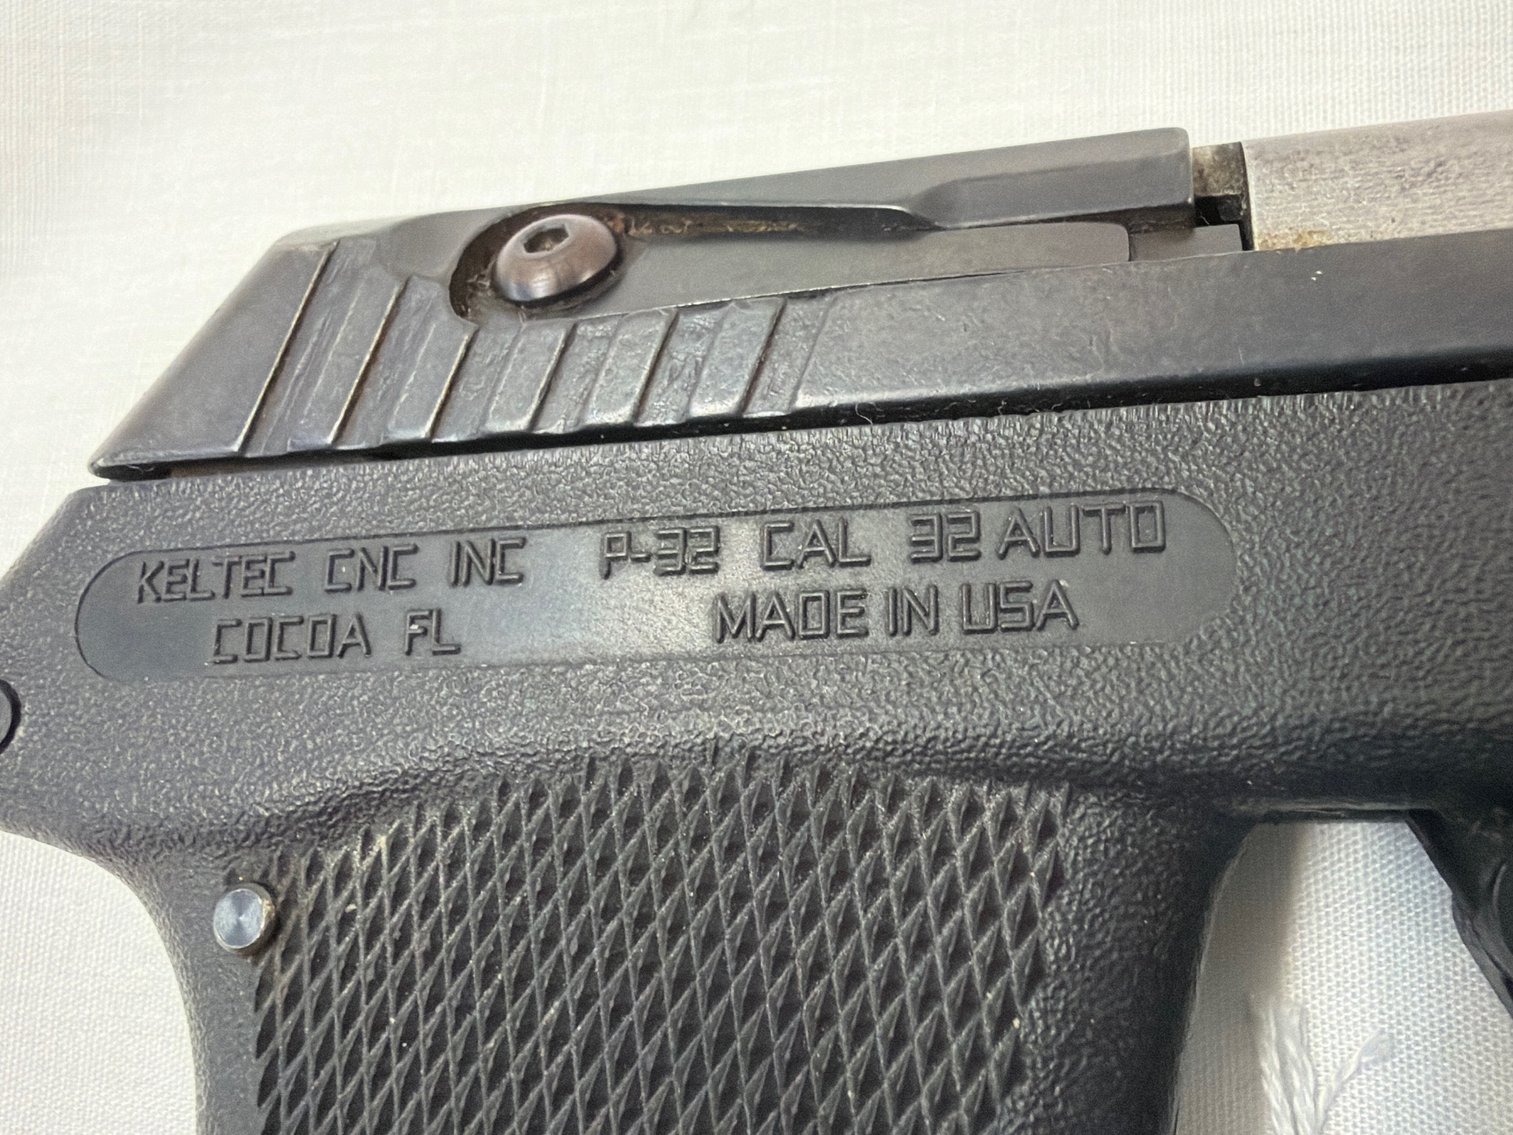 KELTEC CNC INC P-32 CAL 32 AUTO
COCOA FL MADE IN USA